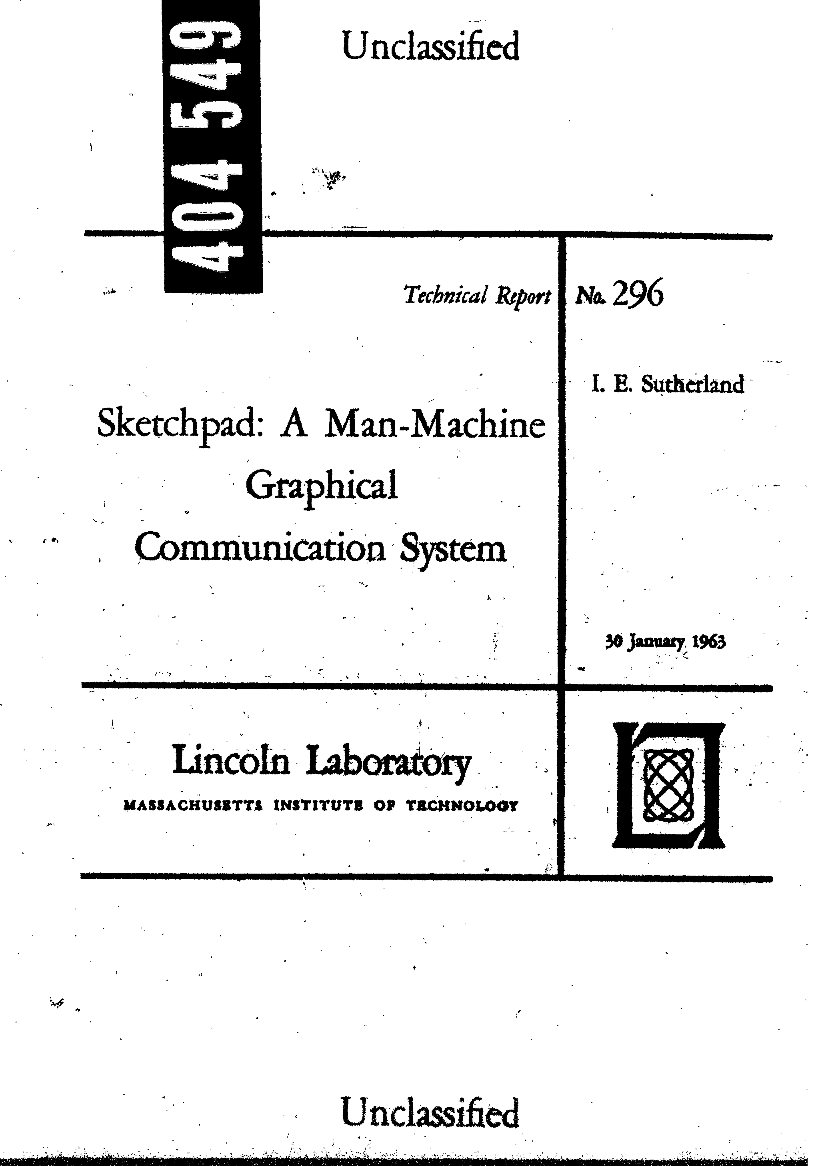 Unclassified
404 549
Technical Report No. 296
I. E. Sutherland
Sketchpad: A Man-Machine
Graphical
Communication System
30 January 1963
Lincoln Laboratory
MASSACHUSETTS INSTITUTE OF TECHNOLOGY
Unclassified